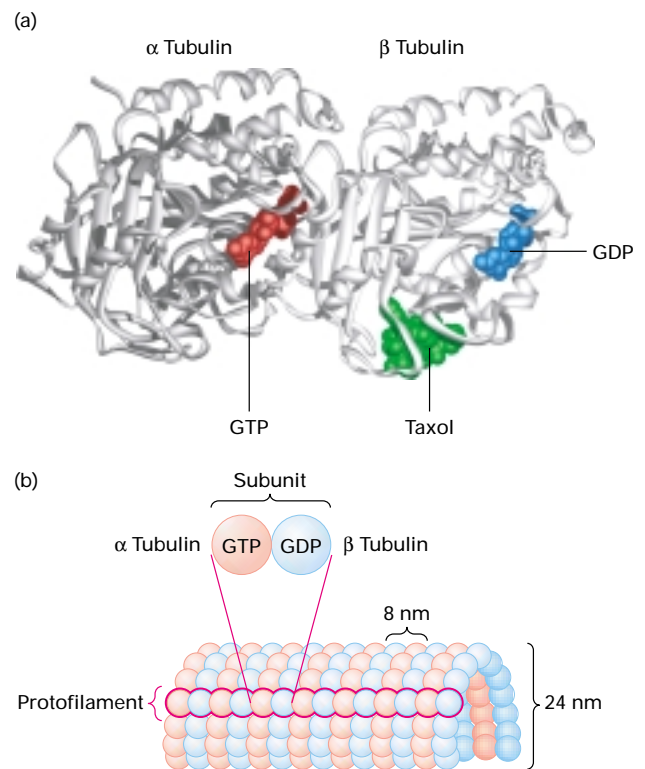 (a)
α Tubulin β Tubulin
GDP
GTP Taxol
(b)
Subunit
α Tubulin GTP GDP β Tubulin
8 nm
Protofilament 24 nm